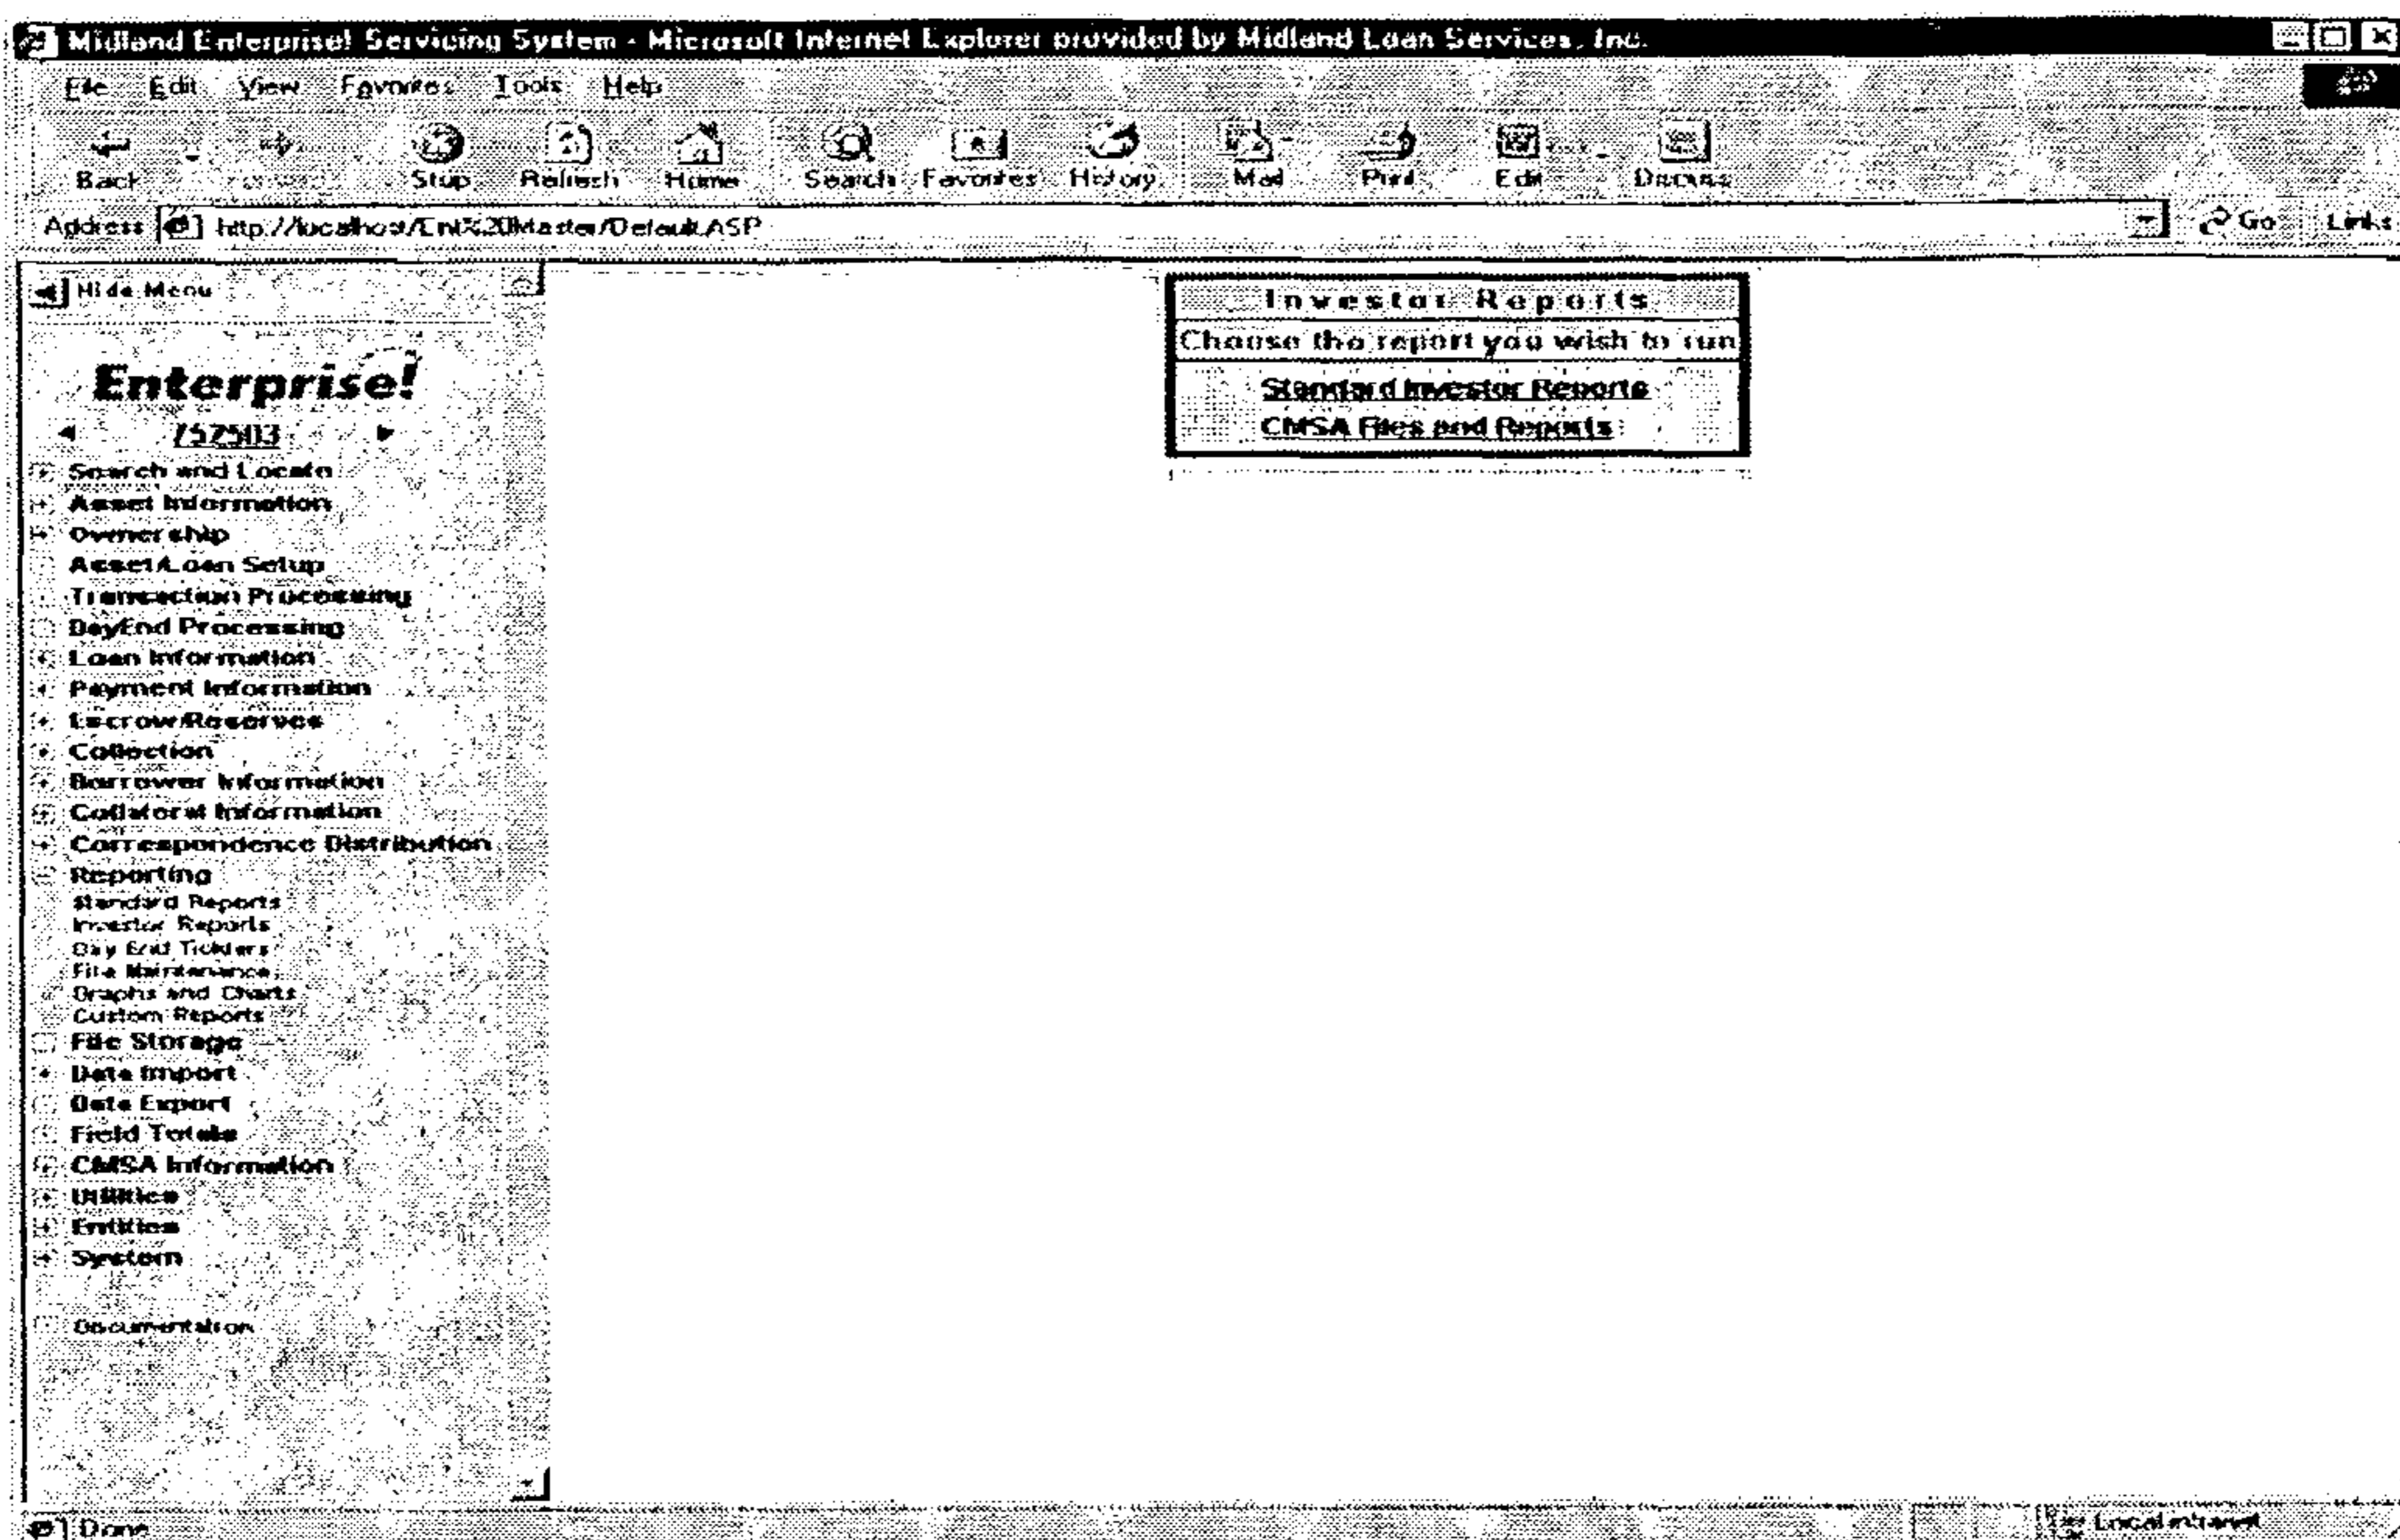 Midland Enterprise! Servicing System - Microsoft Internet Explorer provided by Midland Loan Services, Inc.
File Edit View Favorites Tools Help
Back Stop Refresh Home Search Favorites History Mail Print Edit Discuss
Address http://localhost/Ent%20Master/Default.ASP Go Links
Hide Menu
Enterprise!
757503
Search and Locate
Asset Information
Ownership
Asset/Loan Setup
Transaction Processing
DayEnd Processing
Loan Information
Payment Information
Escrow/Reserves
Collection
Borrower Information
Collateral Information
Correspondence Distribution
Reporting
Standard Reports
Investor Reports
Day End Ticklers
File Maintenance
Graphs and Charts
Custom Reports
File Storage
Data Import
Data Export
Field Totals
CMSA Information
Utilities
Entities
System
Documentation
Investor Reports
Choose the report you wish to run
Standard Investor Reports
CMSA Files and Reports
Done
Local intranet